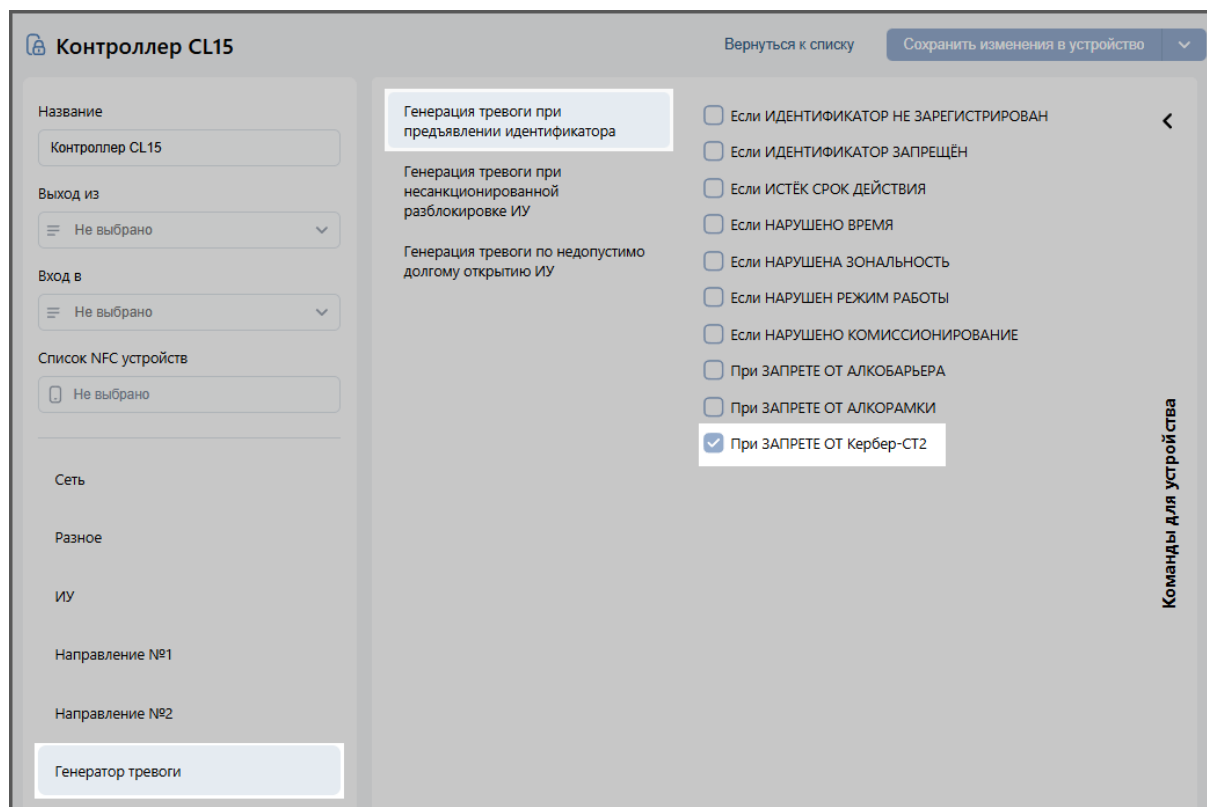 Контроллер CL15
Вернуться к списку
Сохранить изменения в устройство
Название
Контроллер CL15
Выход из
Не выбрано
Вход в
Не выбрано
Список NFC устройств
Не выбрано
Сеть
Разное
ИУ
Направление №1
Направление №2
Генератор тревоги
Генерация тревоги при
предъявлении идентификатора
Генерация тревоги при
несанкционированной
разблокировке ИУ
Генерация тревоги по недопустимо
долгому открытию ИУ
Если ИДЕНТИФИКАТОР НЕ ЗАРЕГИСТРИРОВАН
Если ИДЕНТИФИКАТОР ЗАПРЕЩЁН
Если ИСТЁК СРОК ДЕЙСТВИЯ
Если НАРУШЕНО ВРЕМЯ
Если НАРУШЕНА ЗОНАЛЬНОСТЬ
Если НАРУШЕН РЕЖИМ РАБОТЫ
Если НАРУШЕНО КОМИССИОНИРОВАНИЕ
При ЗАПРЕТЕ ОТ АЛКОБАРЬЕРА
При ЗАПРЕТЕ ОТ АЛКОРАМКИ
При ЗАПРЕТЕ ОТ Кербер-СТ2
Команды для устройства